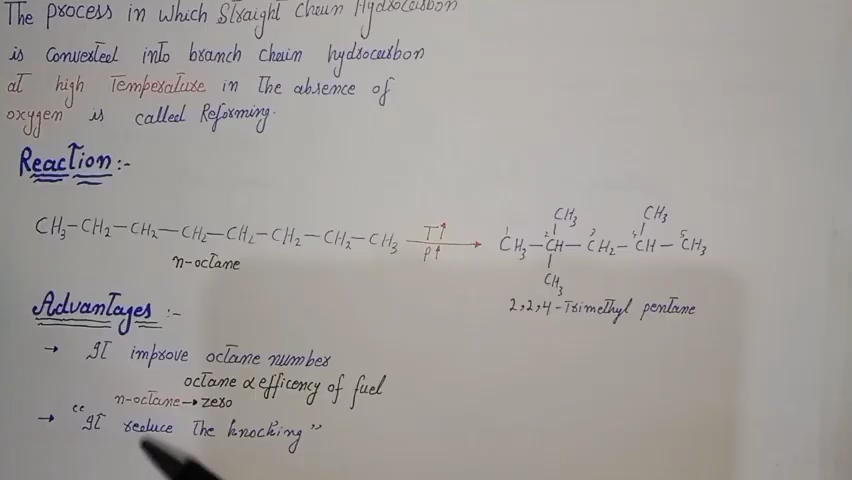 The process in which Straight Chain Hydrocarbon
is Converted into branch chain hydrocarbon
at high Temperature in The absence of
oxygen is called Reforming.
Reaction:-
CH3-CH2-CH2-CH2-CH2-CH2-CH2-CH3
n-octane
T↑
P↑
CH3 CH3
1 2 3 4 5
CH3-CH-CH2-CH-CH3
CH3
2,2,4-Trimethyl pentane
Advantages:-
→ It improve octane number
octane α efficency of fuel
n-octane→zero
→ "It reduce The knocking"